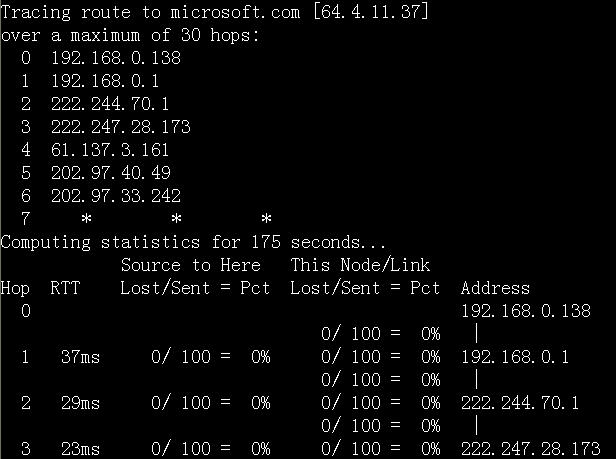 Tracing route to microsoft.com [64.4.11.37]
over a maximum of 30 hops:
  0  192.168.0.138
  1  192.168.0.1
  2  222.244.70.1
  3  222.247.28.173
  4  61.137.3.161
  5  202.97.40.49
  6  202.97.33.242
  7     *        *        *
Computing statistics for 175 seconds...
            Source to Here   This Node/Link
Hop  RTT    Lost/Sent = Pct  Lost/Sent = Pct  Address
  0                                           192.168.0.138
                                0/ 100 =  0%   |
  1   37ms     0/ 100 =  0%     0/ 100 =  0%  192.168.0.1
                                0/ 100 =  0%   |
  2   29ms     0/ 100 =  0%     0/ 100 =  0%  222.244.70.1
                                0/ 100 =  0%   |
  3   23ms     0/ 100 =  0%     0/ 100 =  0%  222.247.28.173